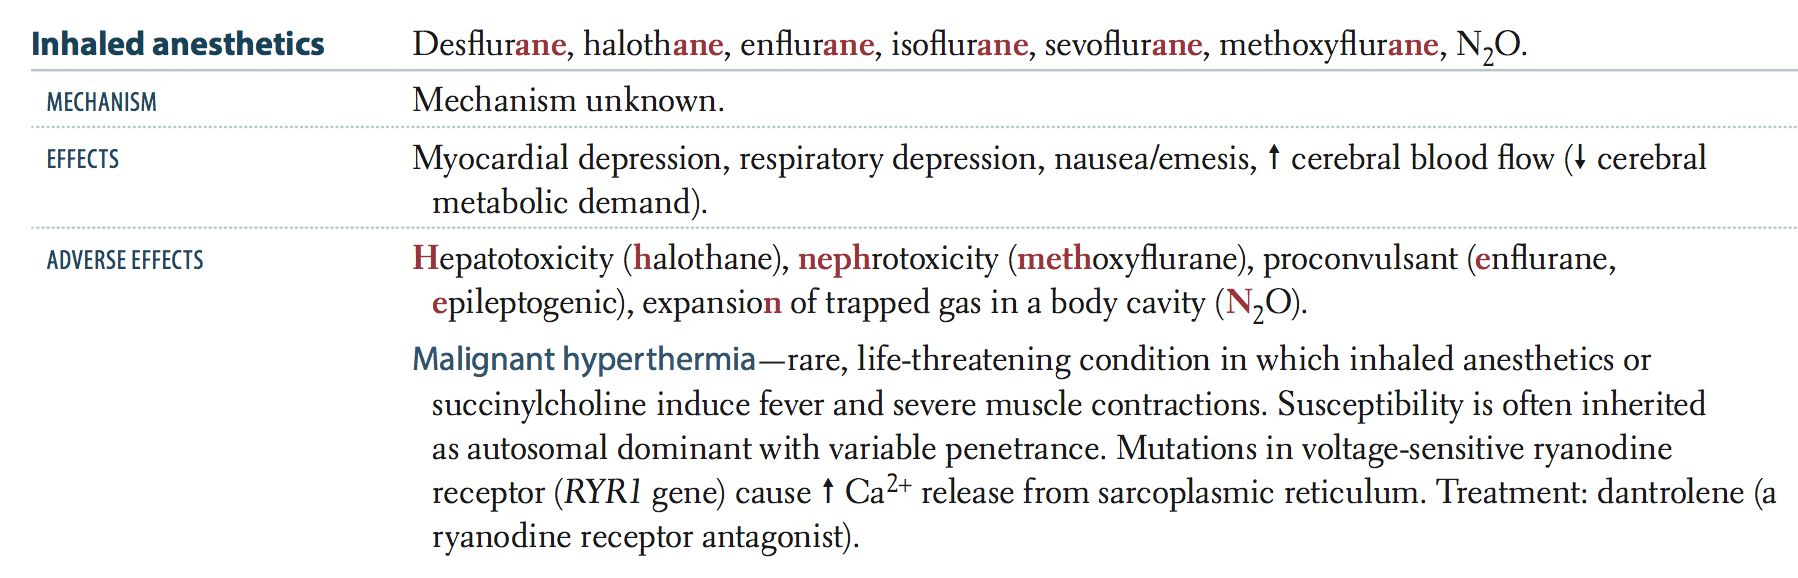 Inhaled anesthetics Desflurane, halothane, enflurane, isoflurane, sevoflurane, methoxyflurane, N₂O.
MECHANISM Mechanism unknown.
EFFECTS Myocardial depression, respiratory depression, nausea/emesis, ↑ cerebral blood flow (↓ cerebral
metabolic demand).
ADVERSE EFFECTS Hepatotoxicity (halothane), nephrotoxicity (methoxyflurane), proconvulsant (enflurane,
epileptogenic), expansion of trapped gas in a body cavity (N₂O).
Malignant hyperthermia—rare, life-threatening condition in which inhaled anesthetics or
succinylcholine induce fever and severe muscle contractions. Susceptibility is often inherited
as autosomal dominant with variable penetrance. Mutations in voltage-sensitive ryanodine
receptor (RYR1 gene) cause ↑ Ca²⁺ release from sarcoplasmic reticulum. Treatment: dantrolene (a
ryanodine receptor antagonist).